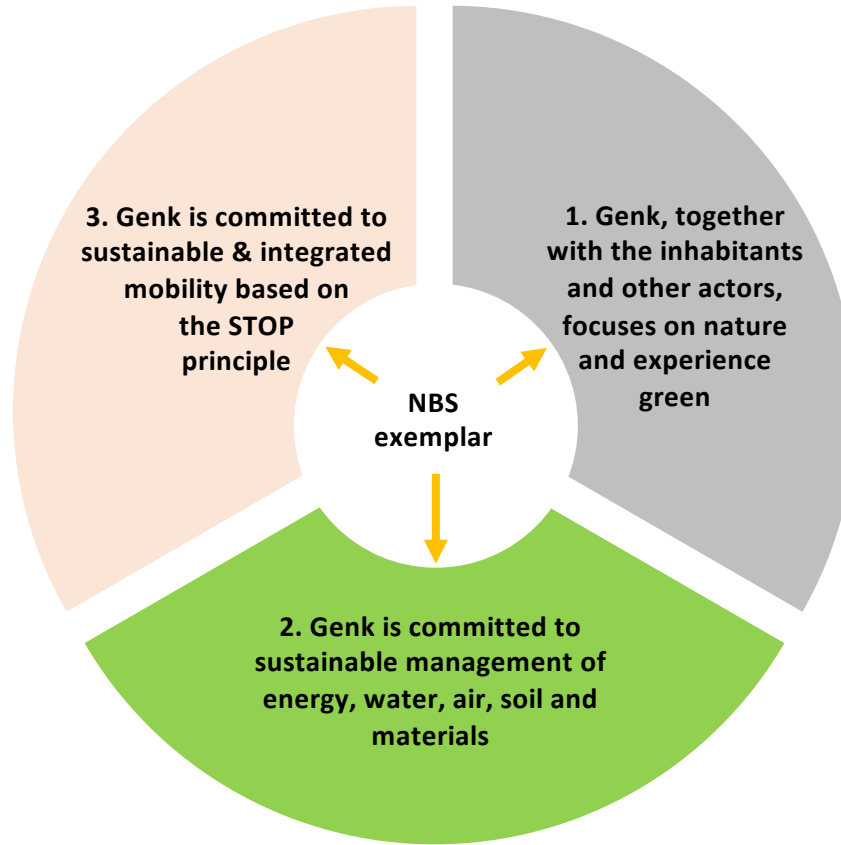 1. Genk, together
with the inhabitants
and other actors,
focuses on nature
and experience
green
2. Genk is committed to
sustainable management of
energy, water, air, soil and
materials
3. Genk is committed to
sustainable & integrated
mobility based on
the STOP
principle
NBS
exemplar